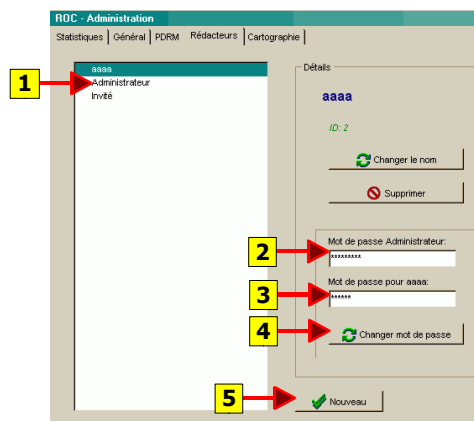 ROC - Administration
Statistiques Général PDRM Rédacteurs Cartographie
aaaa
Administrateur
Invité
1
Détails
aaaa
ID: 2
Changer le nom
Supprimer
Mot de passe Administrateur:
2
*********
Mot de passe pour aaaa:
3
******
4
Changer mot de passe
5
Nouveau